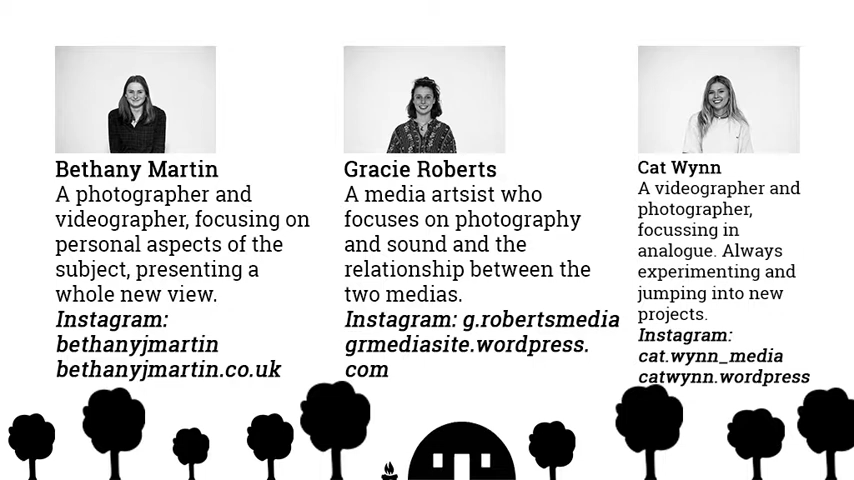 Bethany Martin
A photographer and
videographer, focusing on
personal aspects of the
subject, presenting a
whole new view.
Instagram:
bethanyjmartin
bethanyjmartin.co.uk
Gracie Roberts
A media artsist who
focuses on photography
and sound and the
relationship between the
two medias.
Instagram: g.robertsmedia
grmediasite.wordpress.
com
Cat Wynn
A videographer and
photographer,
focussing in
analogue. Always
experimenting and
jumping into new
projects.
Instagram:
cat.wynn_media
catwynn.wordpress